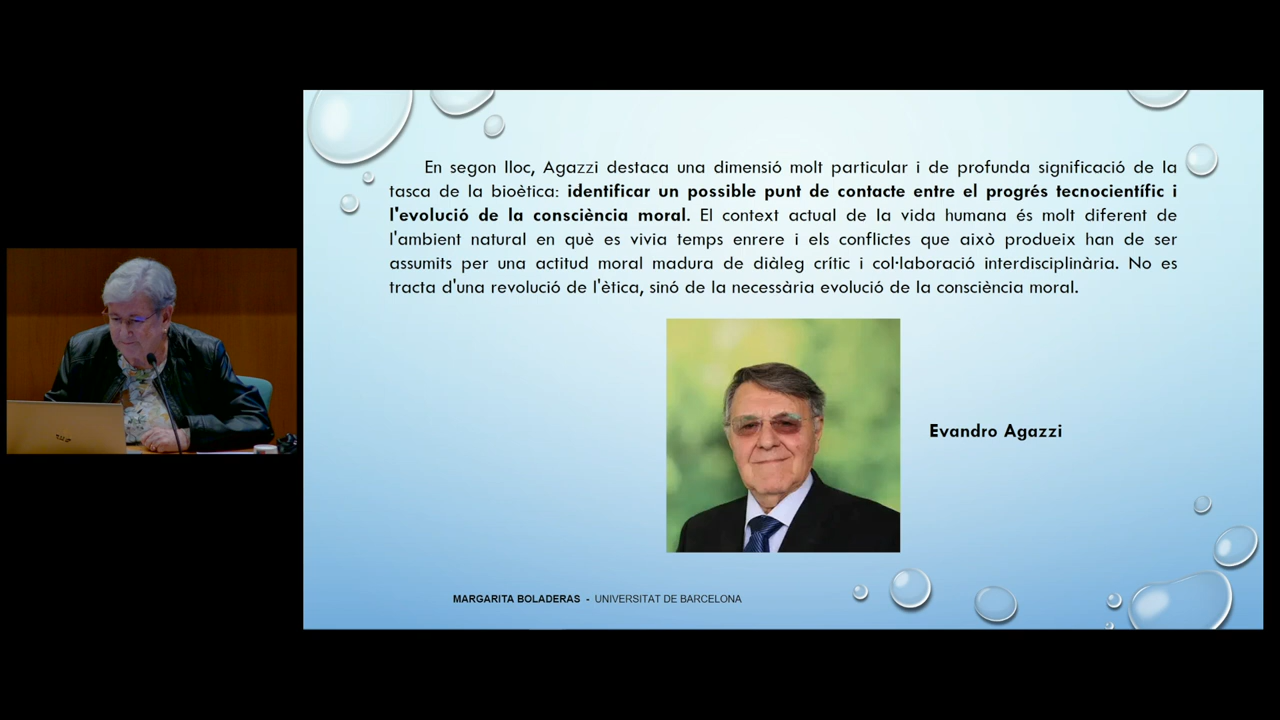 En segon lloc, Agazzi destaca una dimensió molt particular i de profunda significació de la
tasca de la bioètica: identificar un possible punt de contacte entre el progrés tecnocientífic i
l'evolució de la consciència moral. El context actual de la vida humana és molt diferent de
l'ambient natural en què es vivia temps enrere i els conflictes que això produeix han de ser
assumits per una actitud moral madura de diàleg crític i col·laboració interdisciplinària. No es
tracta d'una revolució de l'ètica, sinó de la necessària evolució de la consciència moral.
Evandro Agazzi
MARGARITA BOLADERAS - UNIVERSITAT DE BARCELONA